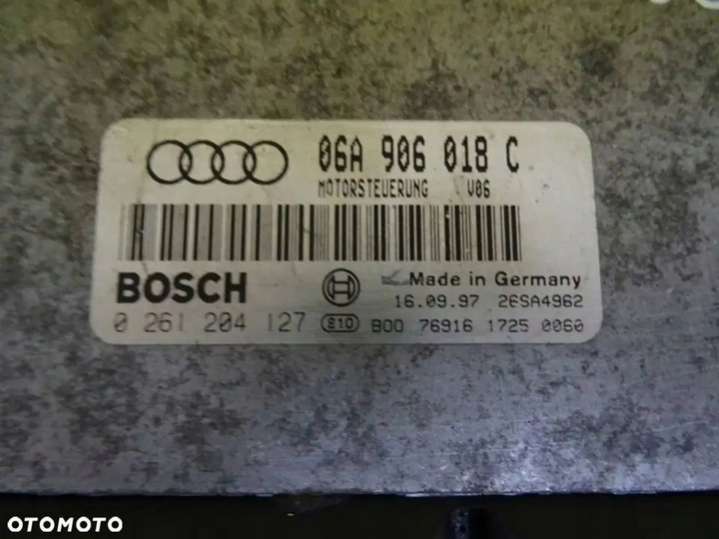 06A 906 018 C
MOTORSTEUERUNG V06
BOSCH
Made in Germany
16.09.97 26SA4962
0 261 204 127 S10 B00 76916 1725 0060
OTOMOTO